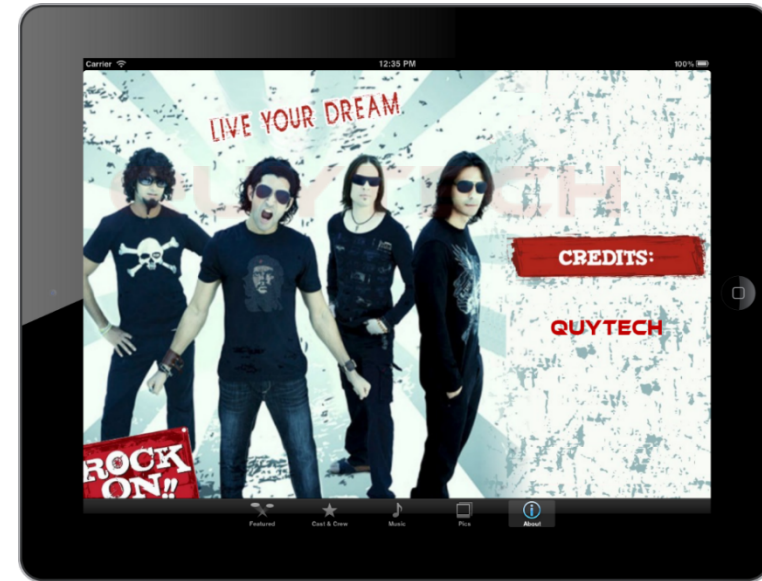 Carrier 12:35 PM 100%
LIVE YOUR DREAM
QUYTECH
CREDITS:
QUYTECH
ROCK
ON!!
Featured Cast & Crew Music Pics About